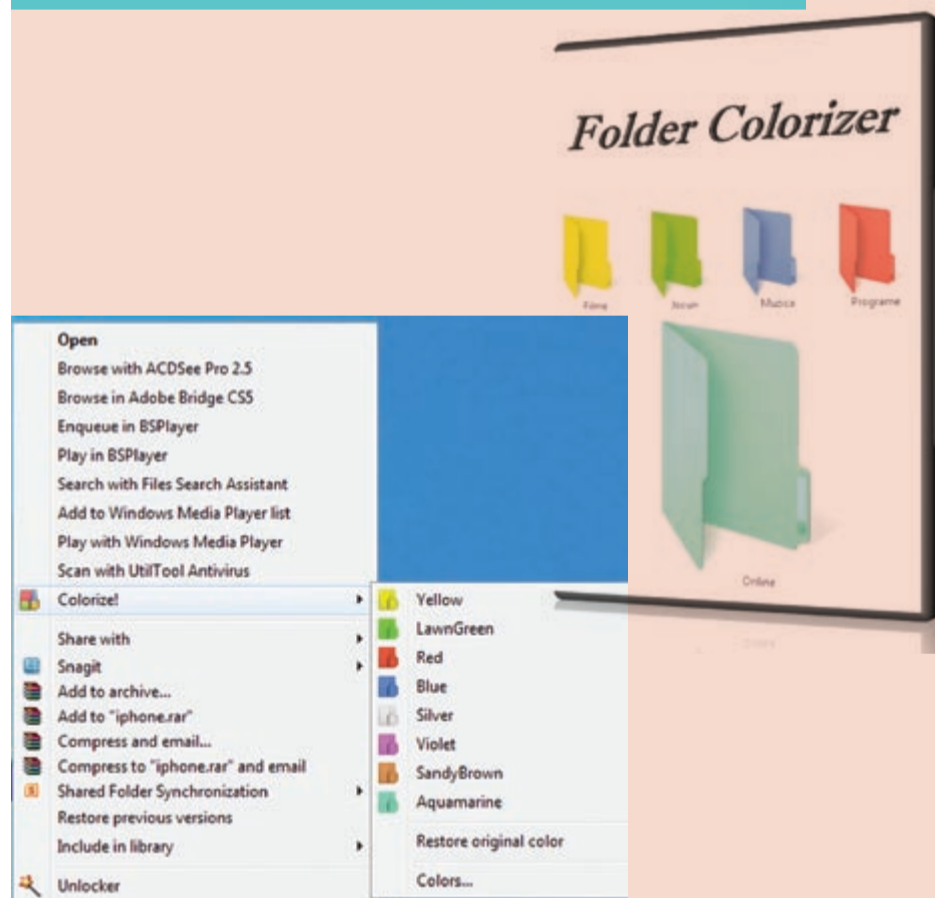 Folder Colorizer
Filme
Muzica
Programe
Online
Open
Browse with ACDSee Pro 2.5
Browse in Adobe Bridge CS5
Enqueue in BSPlayer
Play in BSPlayer
Search with Files Search Assistant
Add to Windows Media Player list
Play with Windows Media Player
Scan with UtilTool Antivirus
Colorize!
Share with
Snagit
Add to archive...
Add to "iphone.rar"
Compress and email...
Compress to "iphone.rar" and email
Shared Folder Synchronization
Restore previous versions
Include in library
Unlocker
Yellow
LawnGreen
Red
Blue
Silver
Violet
SandyBrown
Aquamarine
Restore original color
Colors...